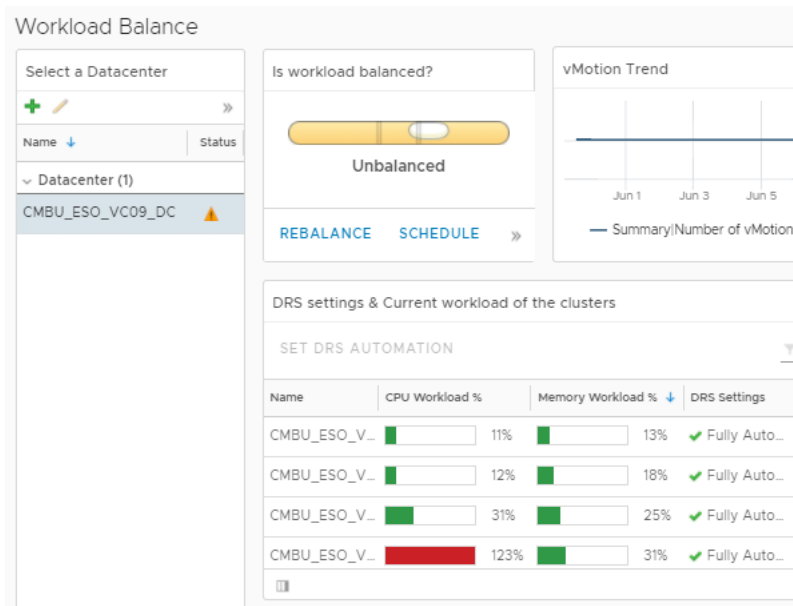 Workload Balance
Select a Datacenter
Name
Status
Datacenter (1)
CMBU_ESO_VC09_DC
Is workload balanced?
Unbalanced
REBALANCE SCHEDULE
vMotion Trend
Jun 1 Jun 3 Jun 5
Summary|Number of vMotion
DRS settings & Current workload of the clusters
SET DRS AUTOMATION
Name CPU Workload % Memory Workload % DRS Settings
CMBU_ESO_V... 11% 13% Fully Auto...
CMBU_ESO_V... 12% 18% Fully Auto...
CMBU_ESO_V... 31% 25% Fully Auto...
CMBU_ESO_V... 123% 31% Fully Auto...